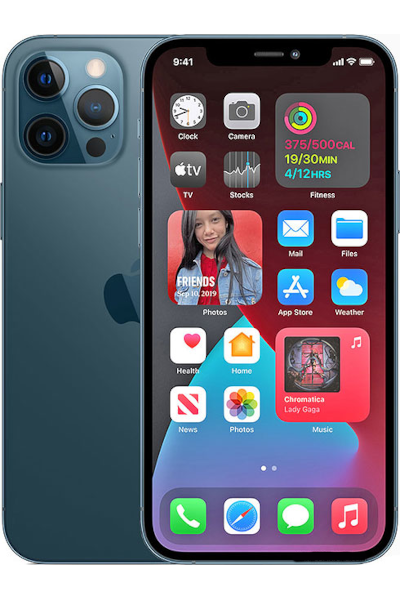 9:41
Clock
Camera
375/500CAL
19/30MIN
4/12HRS
tv
TV
Stocks
Fitness
FRIENDS
Sep 10, 2019
Photos
Mail
Files
App Store
Weather
Health
Home
Chromatica
Lady Gaga
News
Photos
Music